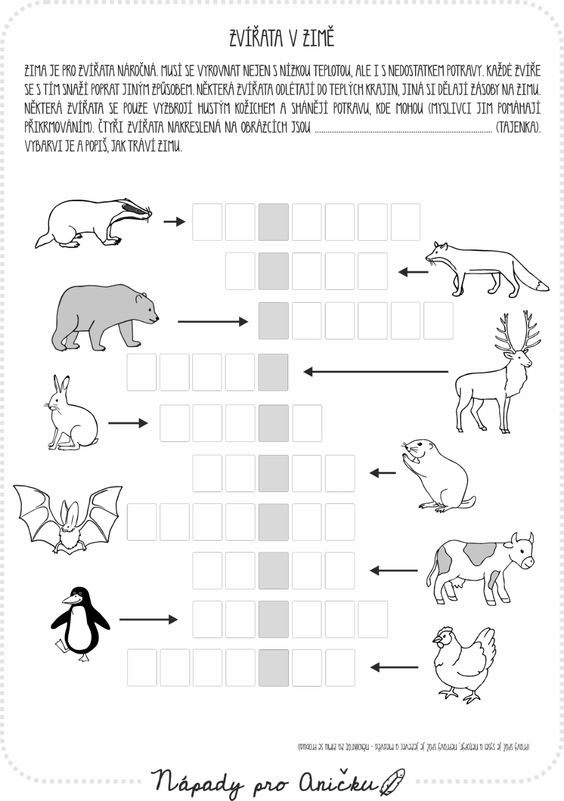 ZVÍŘATA V ZIMĚ
ZIMA JE PRO ZVÍŘATA NÁROČNÁ. MUSÍ SE VYROVNAT NEJEN S NÍZKOU TEPLOTOU, ALE I S NEDOSTATKEM POTRAVY. KAŽDÉ ZVÍŘE
SE S TÍM SNAŽÍ POPRAT JINÝM ZPŮSOBEM. NĚKTERÁ ZVÍŘATA ODLÉTAJÍ DO TEPLÝCH KRAJIN, JINÁ SI DĚLAJÍ ZÁSOBY NA ZIMU.
NĚKTERÁ ZVÍŘATA SE POUZE VYZBROJÍ HUSTÝM KOŽICHEM A SHÁNĚJÍ POTRAVU, KDE MOHOU (MYSLIVCI JIM POMÁHAJÍ
PŘIKRMOVÁNÍM). ČTYŘI ZVÍŘATA NAKRESLENÁ NA OBRÁZCÍCH JSOU ........................................................ (TAJENKA).
VYBARVI JE A POPIŠ, JAK TRÁVÍ ZIMU.
Nápady pro Aničku